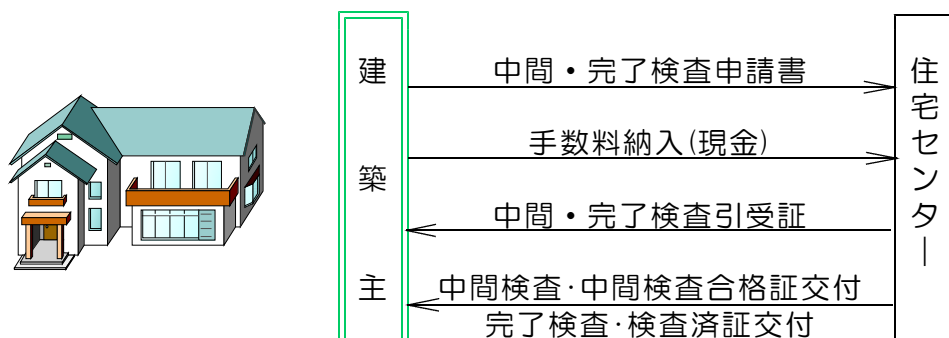 建築主
中間・完了検査申請書
手数料納入(現金)
中間・完了検査引受証
中間検査·中間検査合格証交付
完了検査·検査済証交付
住宅センター